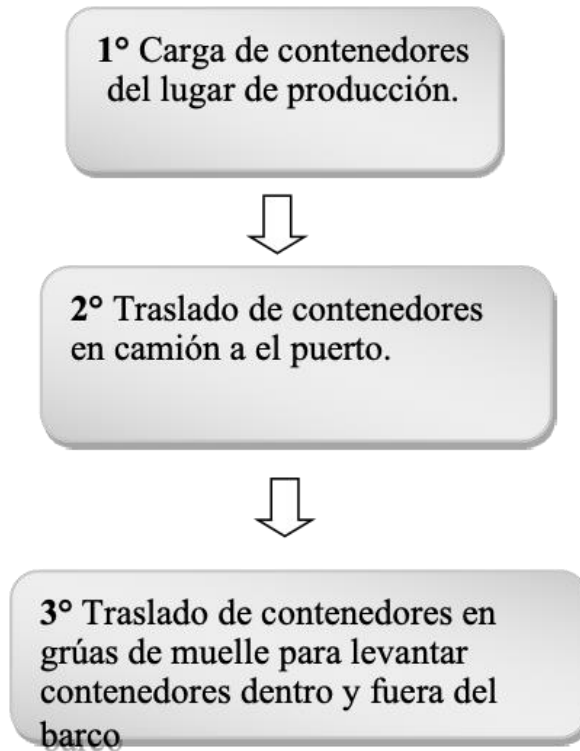 1° Carga de contenedores
del lugar de producción.
2° Traslado de contenedores
en camión a el puerto.
3° Traslado de contenedores en
grúas de muelle para levantar
contenedores dentro y fuera del
barco